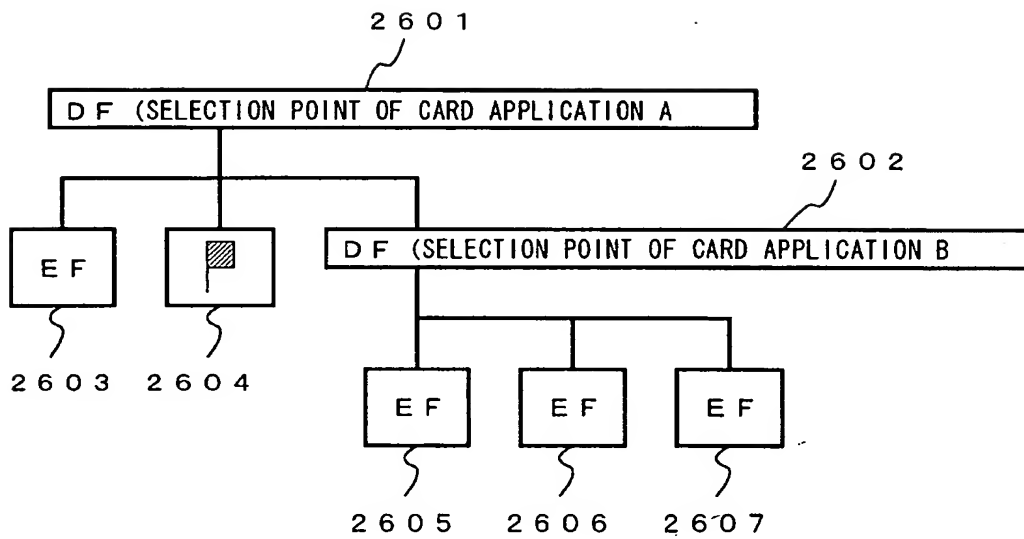 2601
DF (SELECTION POINT OF CARD APPLICATION A
2602
EF
DF (SELECTION POINT OF CARD APPLICATION B
2603 2604
EF EF EF
2605 2606 2607